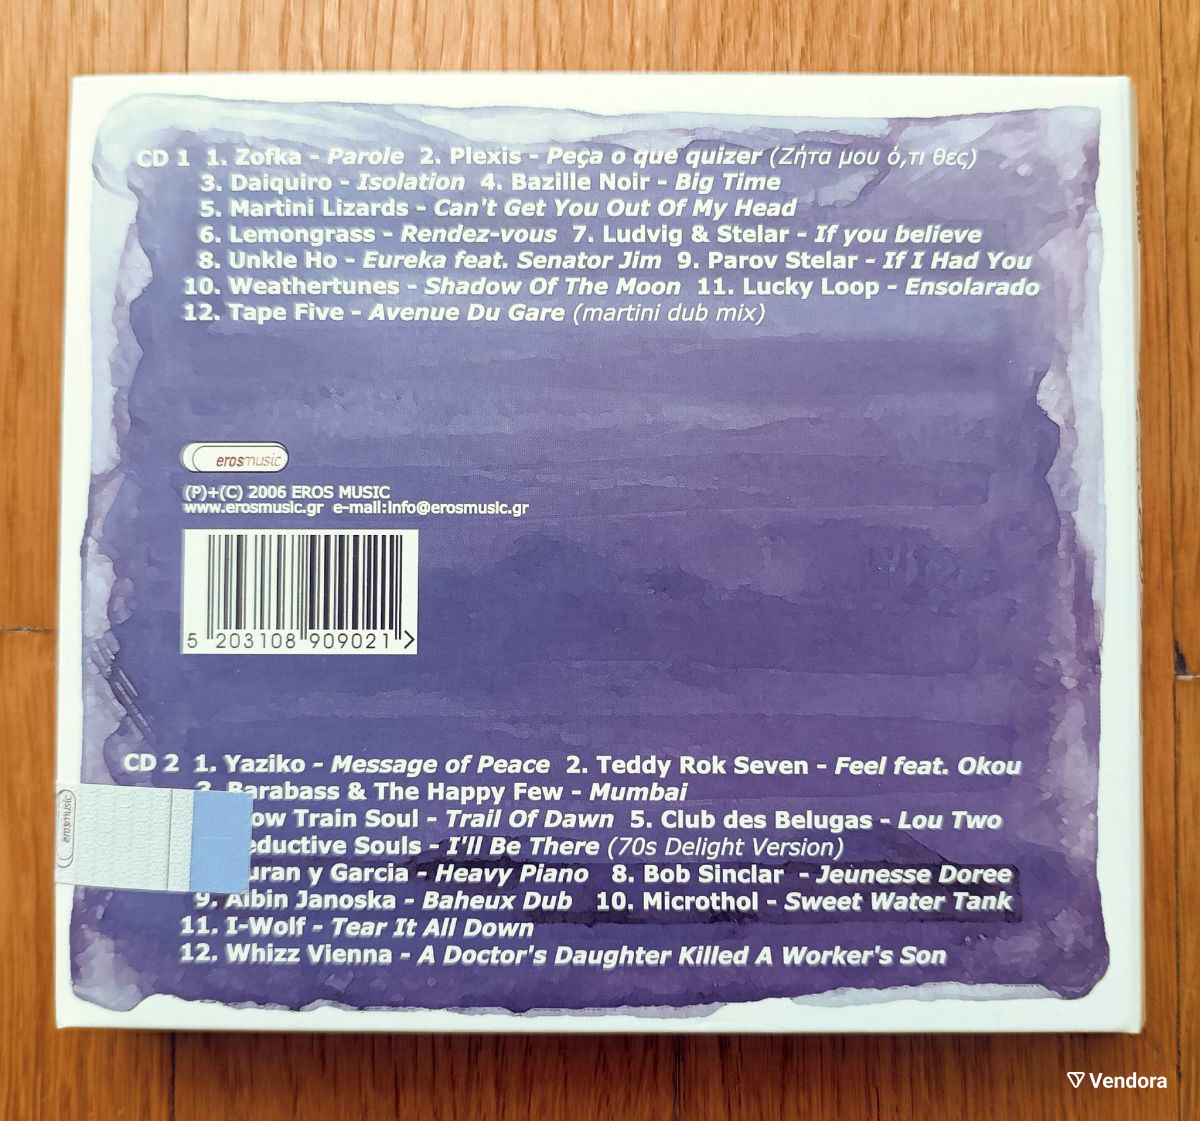 CD 1 1. Zofka - Parole 2. Plexis - Peça o que quizer (Ζήτα μου ό,τι θες)
3. Daiquiro - Isolation 4. Bazille Noir - Big Time
5. Martini Lizards - Can't Get You Out Of My Head
6. Lemongrass - Rendez-vous 7. Ludvig & Stelar - If you believe
8. Unkle Ho - Eureka feat. Senator Jim 9. Parov Stelar - If I Had You
10. Weathertunes - Shadow Of The Moon 11. Lucky Loop - Ensolarado
12. Tape Five - Avenue Du Gare (martini dub mix)
erosmusic
(P)+(C) 2006 EROS MUSIC
www.erosmusic.gr e-mail:info@erosmusic.gr
5 203108 909021 >
CD 2 1. Yaziko - Message of Peace 2. Teddy Rok Seven - Feel feat. Okou
3. Barabass & The Happy Few - Mumbai
Train Soul - Trail Of Dawn 5. Club des Belugas - Lou Two
Souls - I'll Be There (70s Delight Version)
y Garcia - Heavy Piano 8. Bob Sinclar - Jeunesse Doree
9. Albin Janoska - Baheux Dub 10. Microthol - Sweet Water Tank
11. I-Wolf - Tear It All Down
12. Whizz Vienna - A Doctor's Daughter Killed A Worker's Son
erosmusic
Vendora